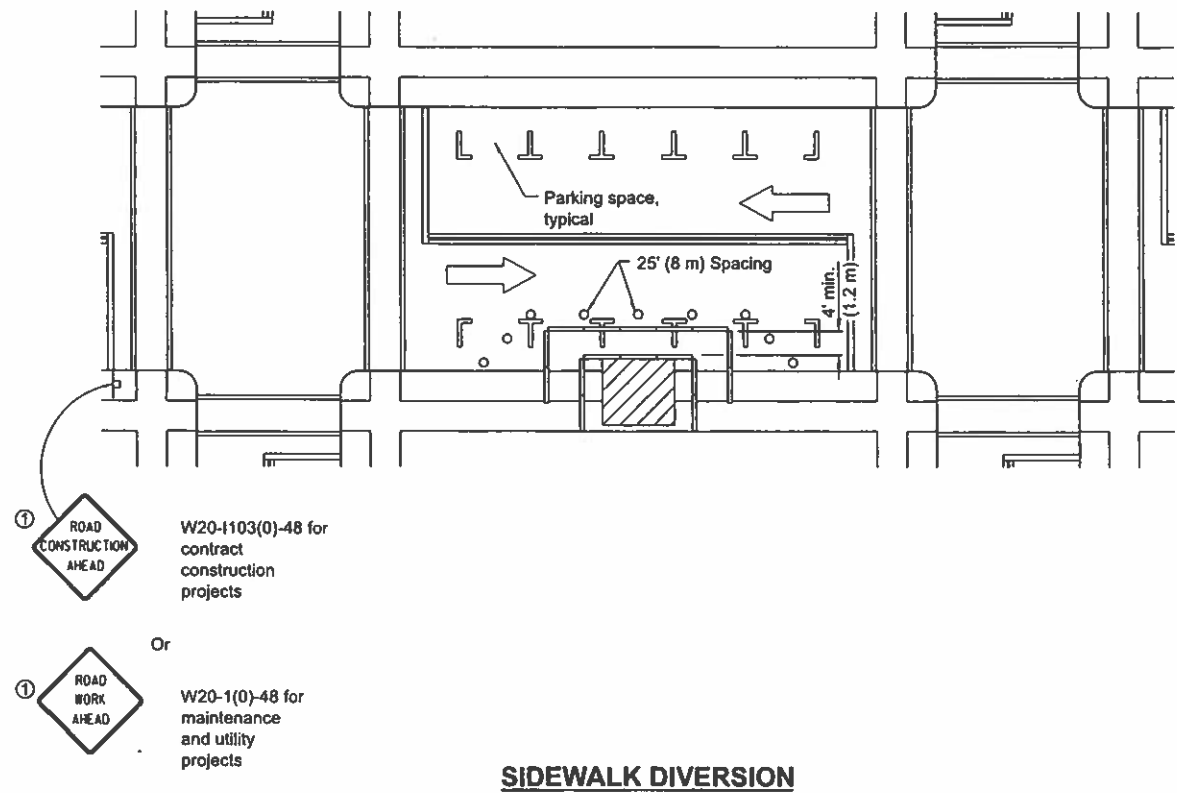 Parking space,
typical
25' (8 m) Spacing
4' min.
(1.2 m)
①
ROAD
CONSTRUCTION
AHEAD
W20-I103(0)-48 for
contract
construction
projects
Or
①
ROAD
WORK
AHEAD
W20-1(0)-48 for
maintenance
and utility
projects
SIDEWALK DIVERSION